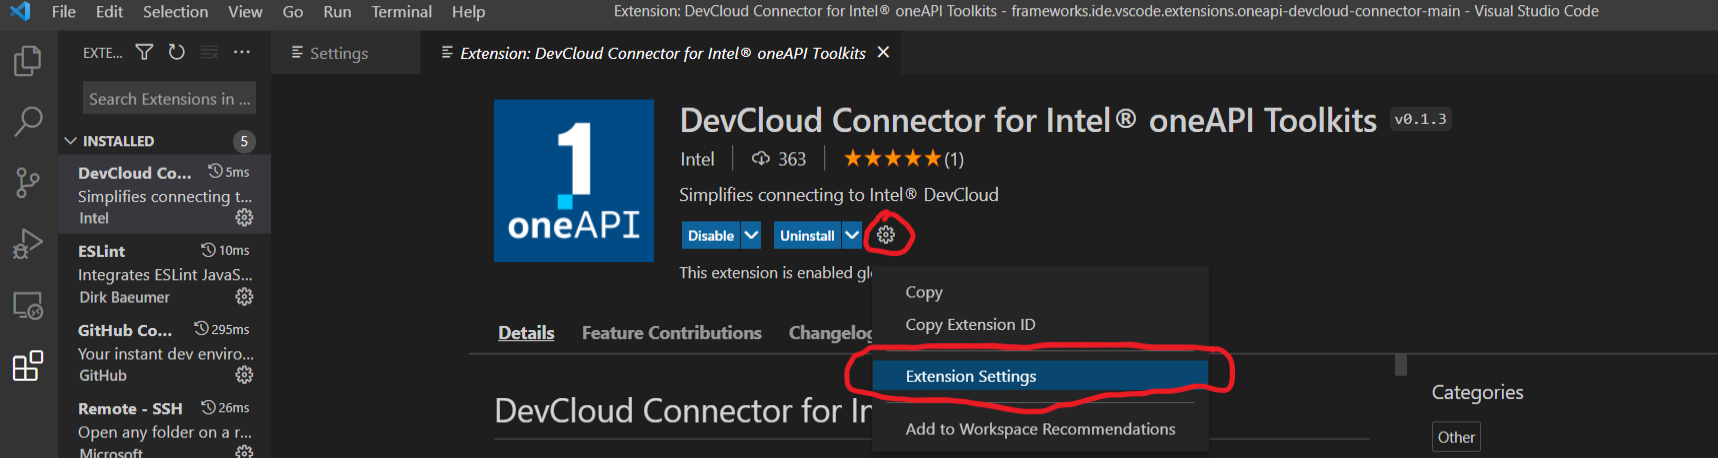 File Edit Selection View Go Run Terminal Help
Extension: DevCloud Connector for Intel® oneAPI Toolkits - frameworks.ide.vscode.extensions.oneapi-devcloud-connector-main - Visual Studio Code
EXTE...
Search Extensions in ...
INSTALLED 5
DevCloud Co... 5ms
Simplifies connecting t...
Intel
ESLint 10ms
Integrates ESLint JavaS...
Dirk Baeumer
GitHub Co... 295ms
Your instant dev enviro...
GitHub
Remote - SSH 26ms
Open any folder on a r...
Microsoft
Settings
Extension: DevCloud Connector for Intel® oneAPI Toolkits
1
oneAPI
DevCloud Connector for Intel® oneAPI Toolkits v0.1.3
Intel 363 (1)
Simplifies connecting to Intel® DevCloud
Disable Uninstall
This extension is enabled gl
Details Feature Contributions Changelog
Copy
Copy Extension ID
Extension Settings
Add to Workspace Recommendations
DevCloud Connector for In
Categories
Other